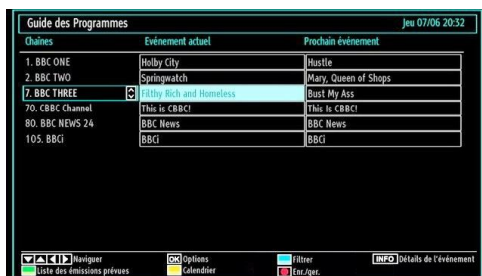 Guide des Programmes Jeu 07/06 20:32
Chaînes Evénement actuel Prochain événement
1. BBC ONE Holby City Hustle
2. BBC TWO Springwatch Mary, Queen of Shops
7. BBC THREE Filthy Rich and Homeless Bust My Ass
70. CBBC Channel This is CBBC! This Is CBBC!
80. BBC NEWS 24 BBC News BBC News
105. BBCi BBCi BBCi
Naviguer OK Options Filtrer INFO Détails de l'événement
Liste des émissions prévues Calendrier Enr./ger.